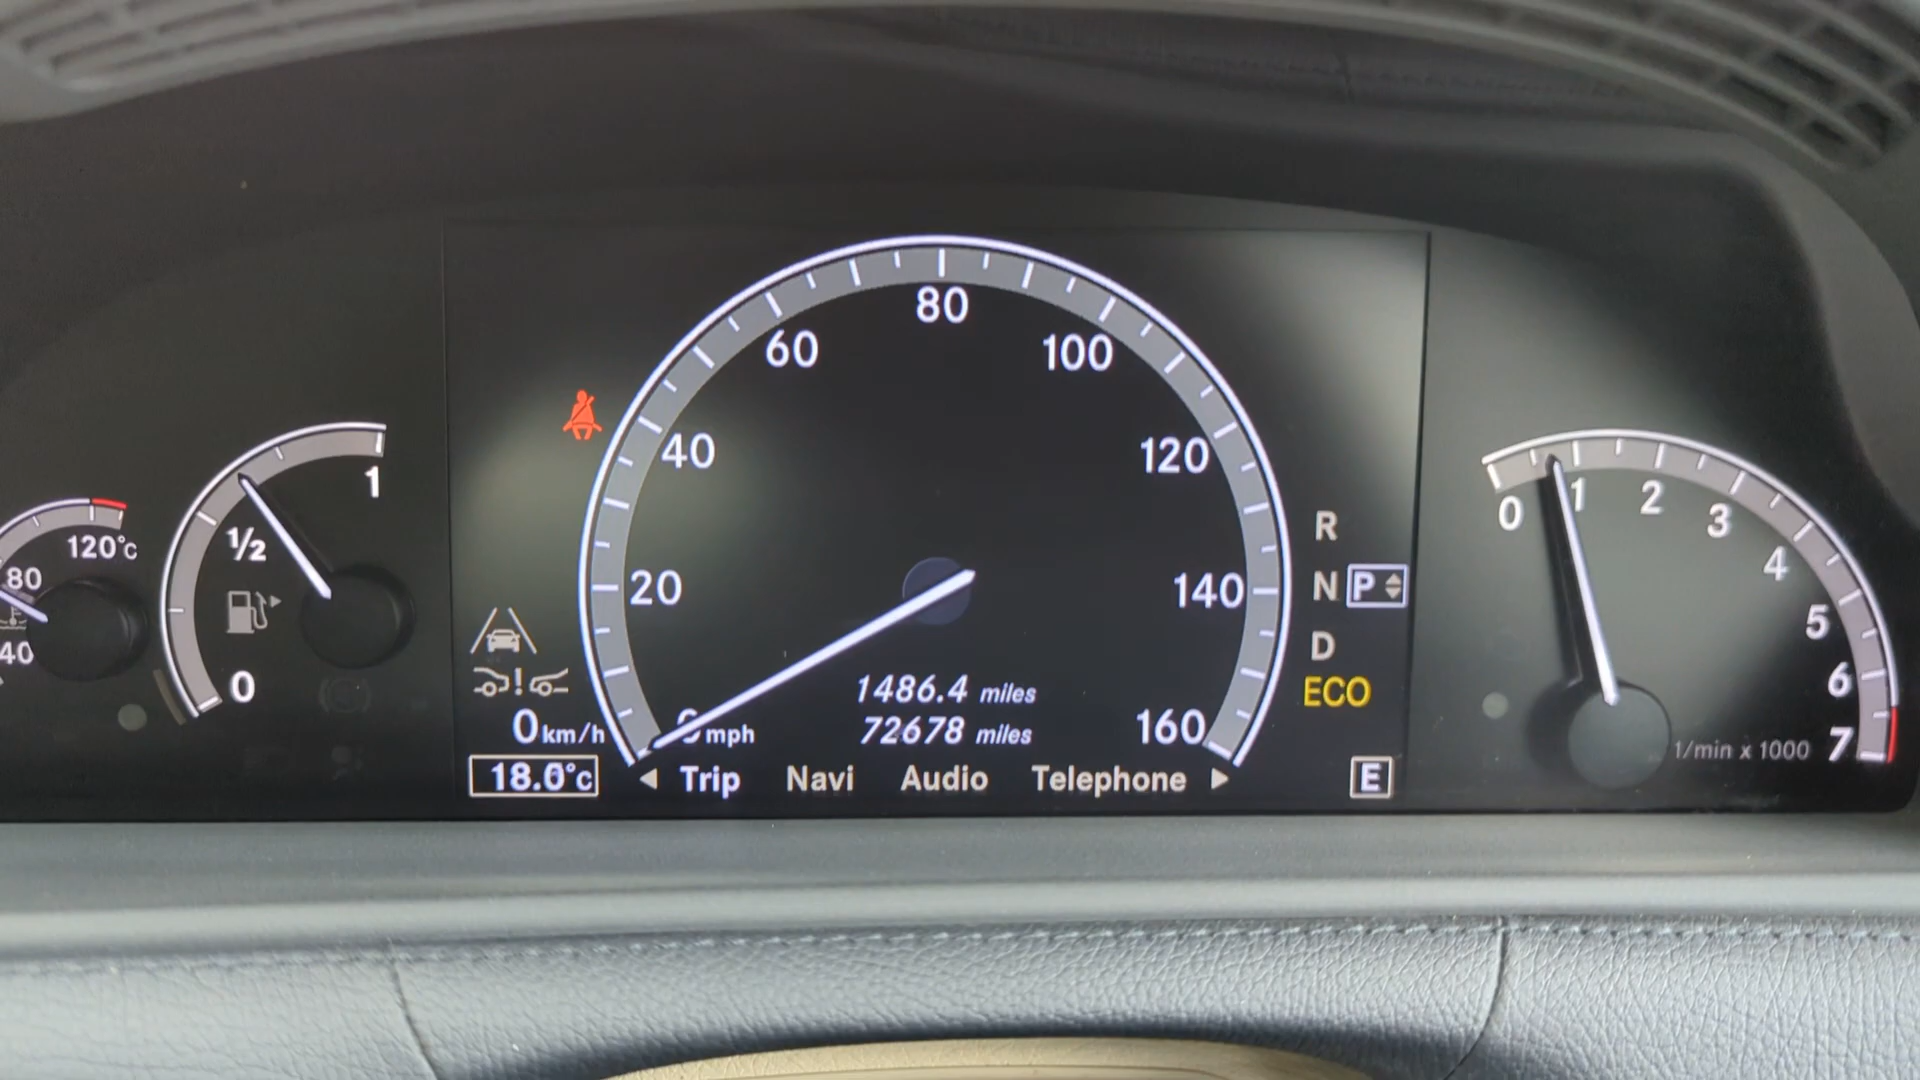 80
60 100
40 120
20 140
160
mph
1486.4 miles
72678 miles
0 km/h
18.0°c
Trip Navi Audio Telephone
R
N P
D
ECO
E
120°c
80
40
1
½
0
0 1 2 3 4 5 6 7
1/min x 1000